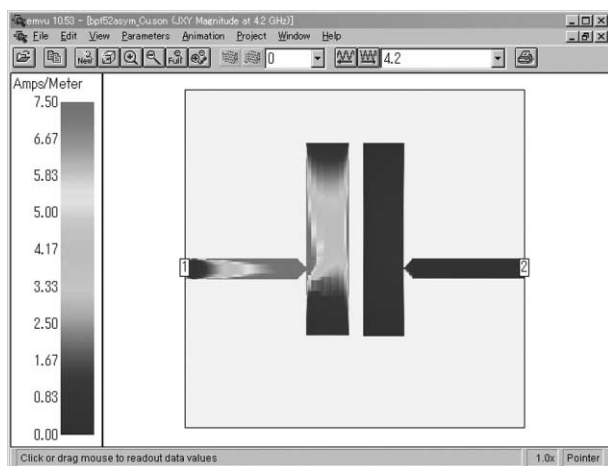 emvu 10.53 - [bpf52asym_Cu.son (JXY Magnitude at 4.2 GHz)]
File Edit View Parameters Animation Project Window Help
New Full 0 4.2
Amps/Meter
7.50
6.67
5.83
5.00
4.17
3.33
2.50
1.67
0.83
0.00
1
2
Click or drag mouse to readout data values 1.0x Pointer